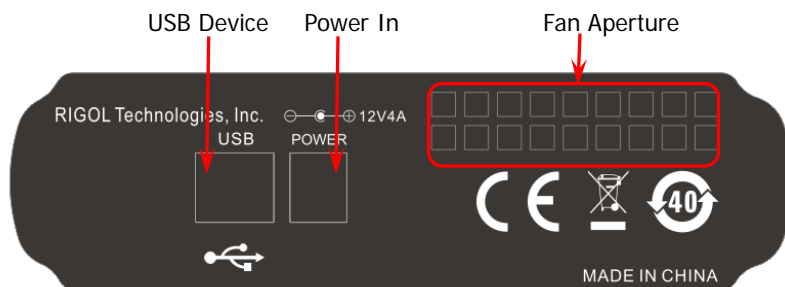 USB Device
Power In
Fan Aperture
RIGOL Technologies, Inc.
12V4A
USB
POWER
CE
40
MADE IN CHINA